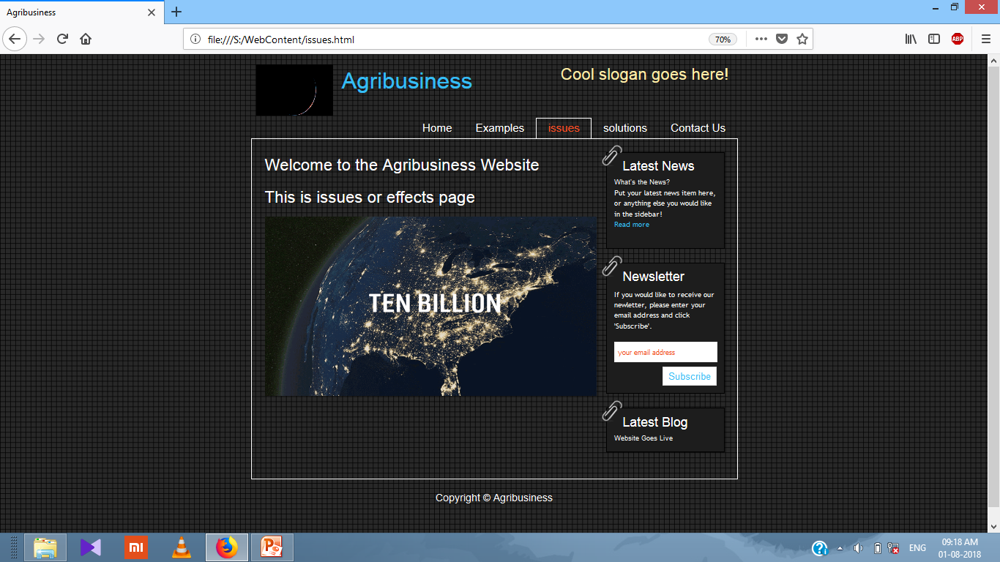 Agribusiness
file:///S:/WebContent/issues.html
70%
ABP
Agribusiness
Cool slogan goes here!
Home Examples issues solutions Contact Us
Welcome to the Agribusiness Website
This is issues or effects page
TEN BILLION
Latest News
What's the News?
Put your latest news item here,
or anything else you would like
in the sidebar!
Read more
Newsletter
If you would like to receive our
newletter, please enter your
email address and click
'Subscribe'.
your email address
Subscribe
Latest Blog
Website Goes Live
Copyright © Agribusiness
mi
P
ENG
09:18 AM
01-08-2018